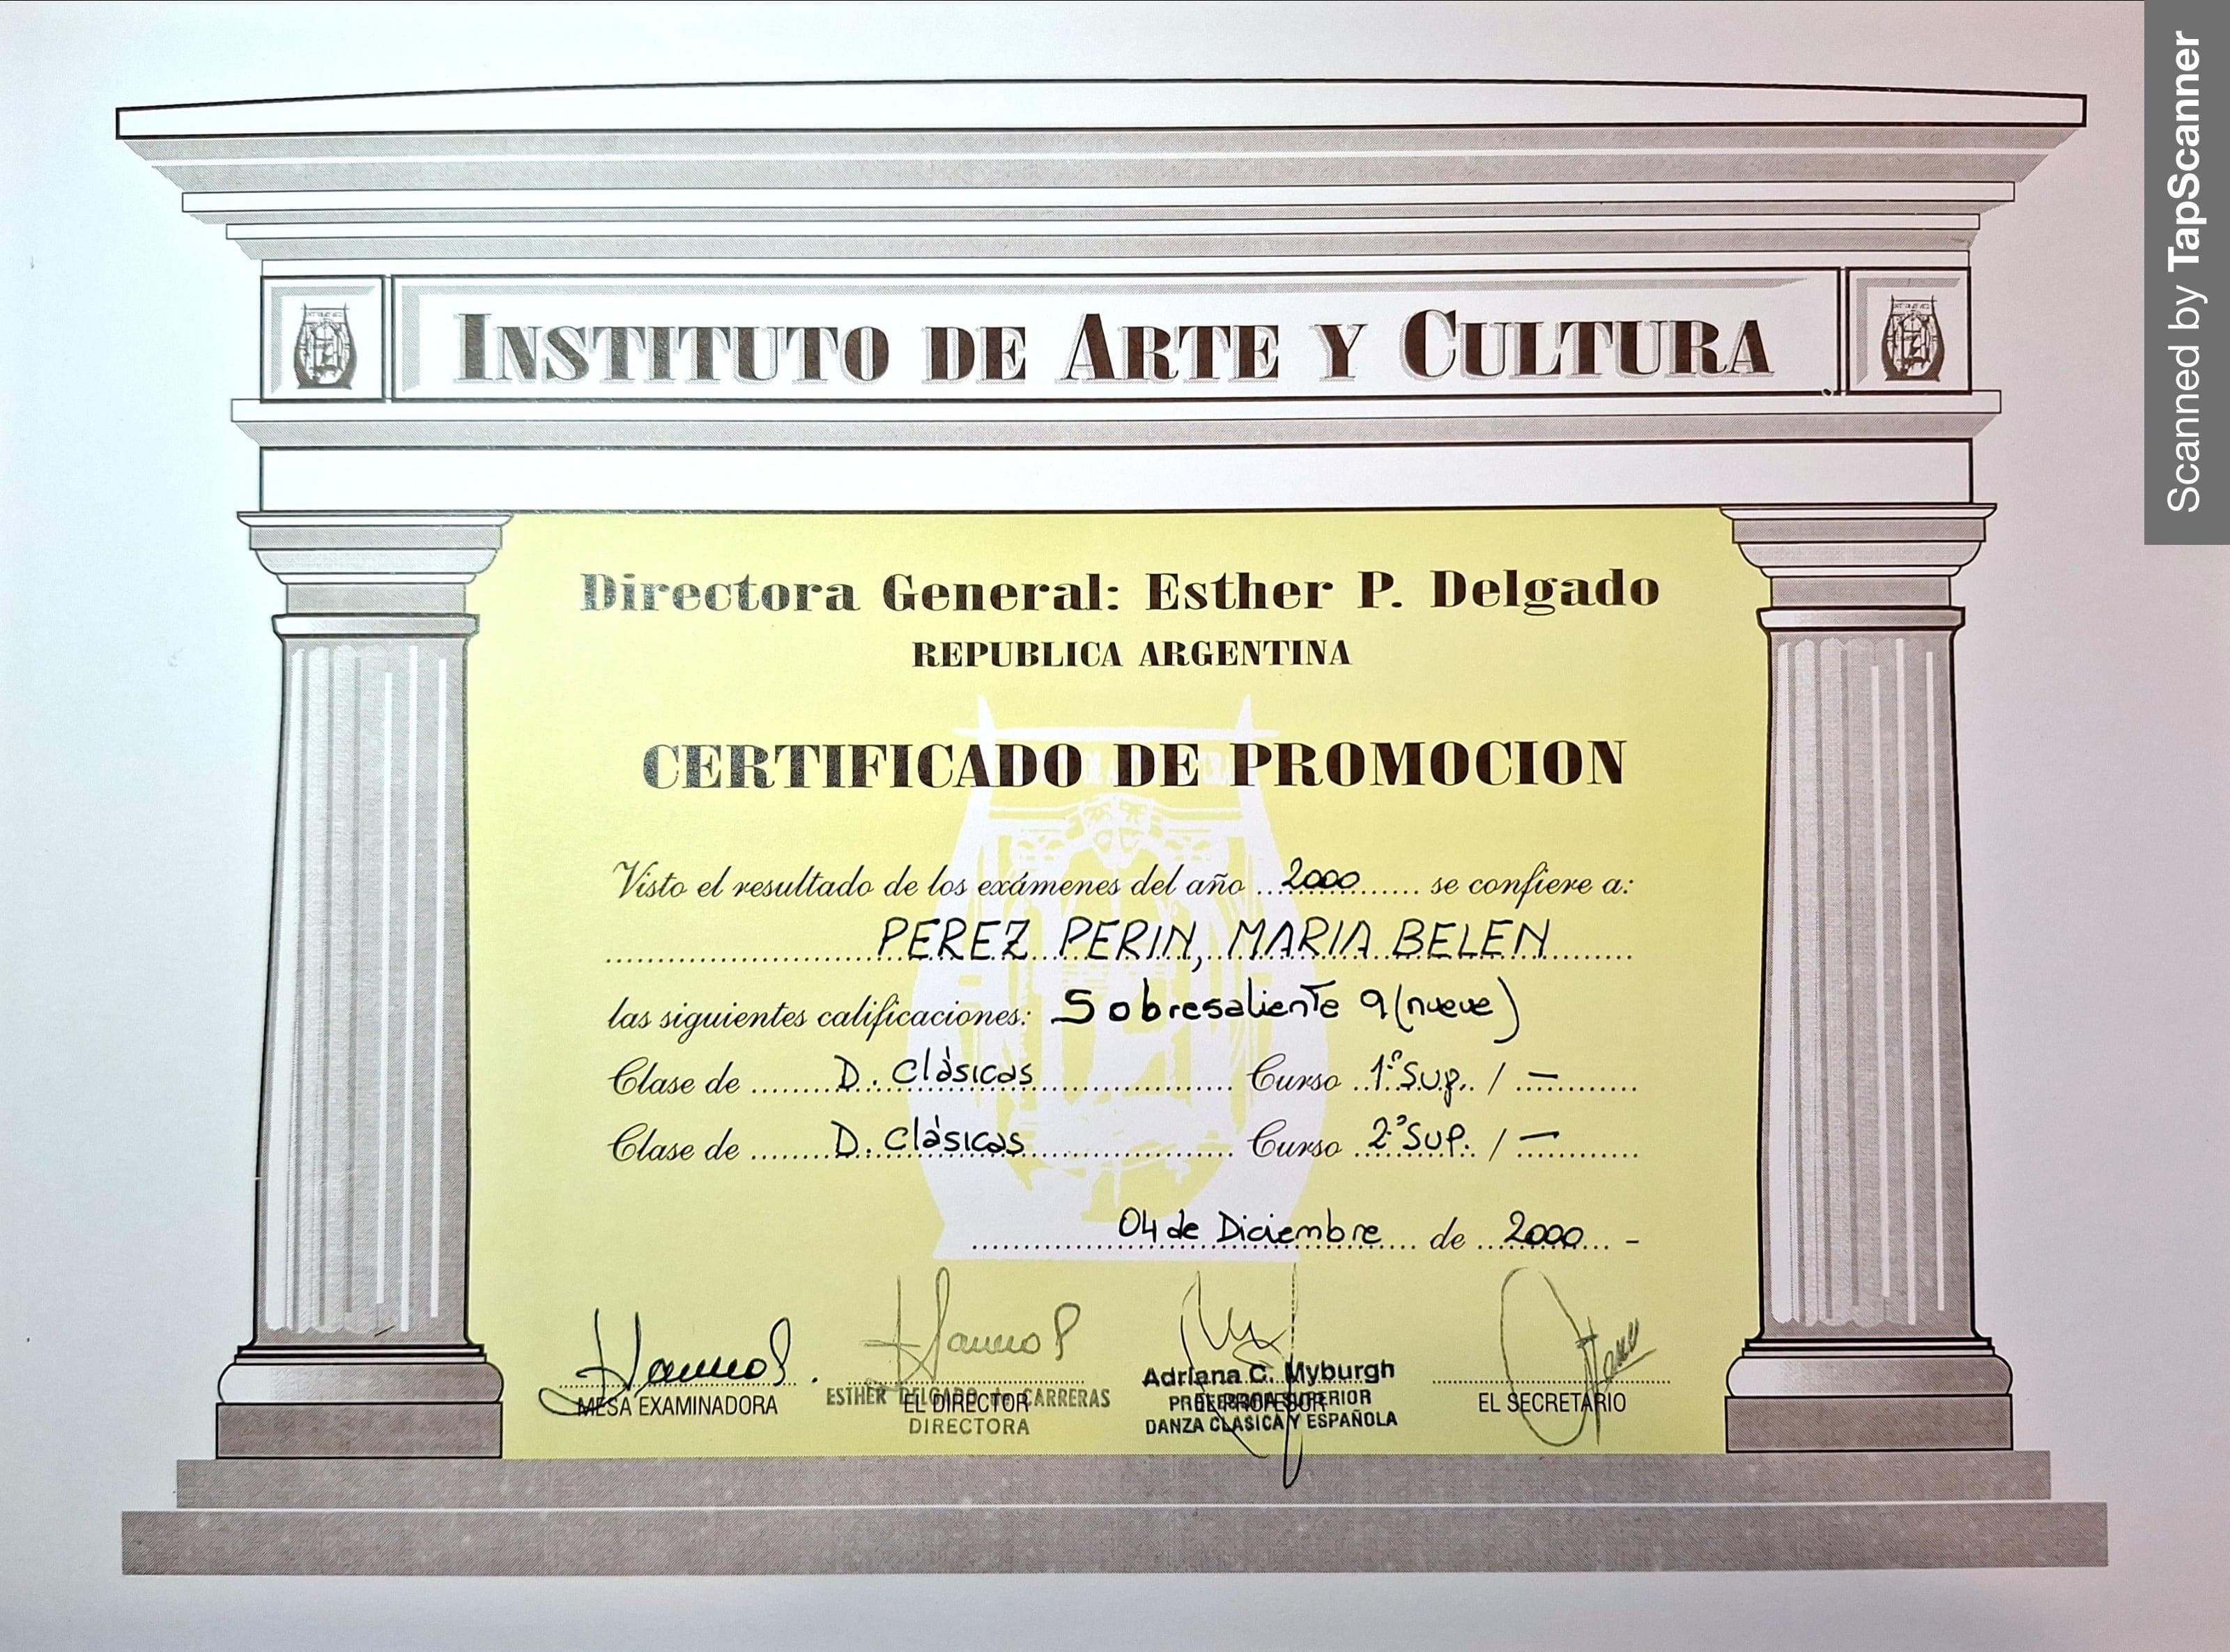 INSTITUTO DE ARTE Y CULTURA
Directora General: Esther P. Delgado
REPUBLICA ARGENTINA
CERTIFICADO DE PROMOCION
Visto el resultado de los exámenes del año 2000 se confiere a:
PEREZ PERIN, MARIA BELEN
las siguientes calificaciones: Sobresaliente 9 (nueve)
Clase de D. Clásicas Curso 1º Sup. / —
Clase de D. Clásicas Curso 2º Sup. / —
04 de Diciembre de 2000 -
MESA EXAMINADORA
ESTHER DELGADO de CARRERAS
EL DIRECTOR
DIRECTORA
Adriana C. Myburgh
PROFESORA SUPERIOR
EL PROFESOR
DANZA CLASICA Y ESPAÑOLA
EL SECRETARIO
Scanned by TapScanner